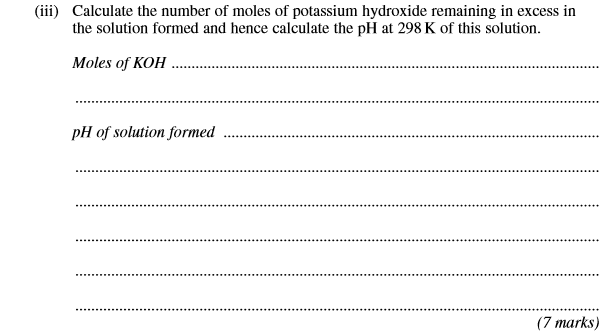 (iii) Calculate the number of moles of potassium hydroxide remaining in excess in
the solution formed and hence calculate the pH at 298 K of this solution.
Moles of KOH ..........................................................................................................
..................................................................................................................................
pH of solution formed .............................................................................................
..................................................................................................................................
..................................................................................................................................
..................................................................................................................................
..................................................................................................................................
..................................................................................................................................
(7 marks)